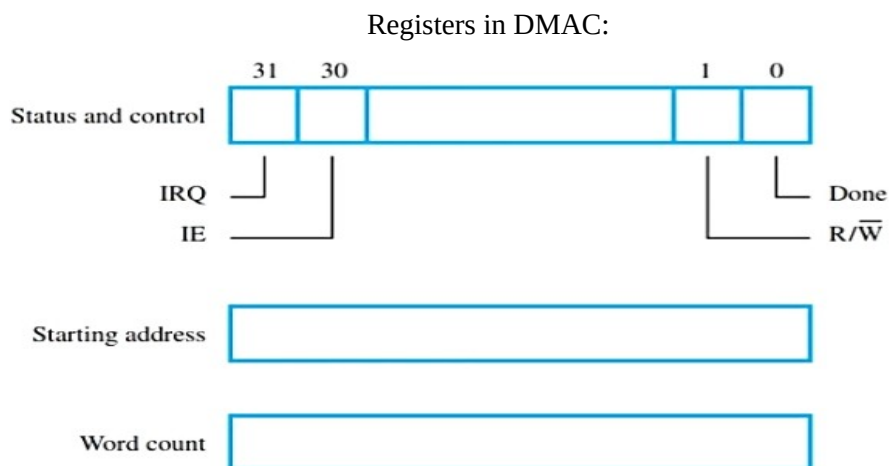 Registers in DMAC:
31 30 1 0
Status and control
IRQ Done
IE R/W̅
Starting address
Word count